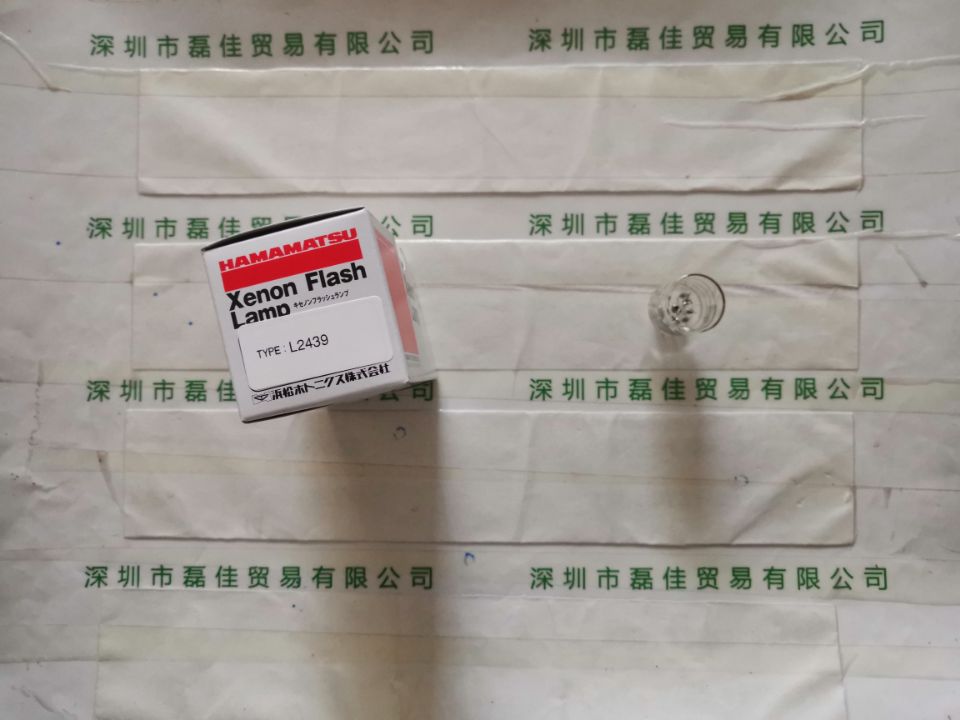 深圳市磊佳贸易有限公司 深圳市磊佳贸易有限公司
深圳市磊佳贸易有限公司 深圳市磊佳贸易有限公司
HAMAMATSU
Xenon Flash
Lamp キセノンフラッシュランプ
TYPE : L2439
浜松ホトニクス株式会社
深圳市磊佳贸易有限公司 深圳市磊佳贸易有限公司
深圳市磊佳贸易有限公司 深圳市磊佳贸易有限公司